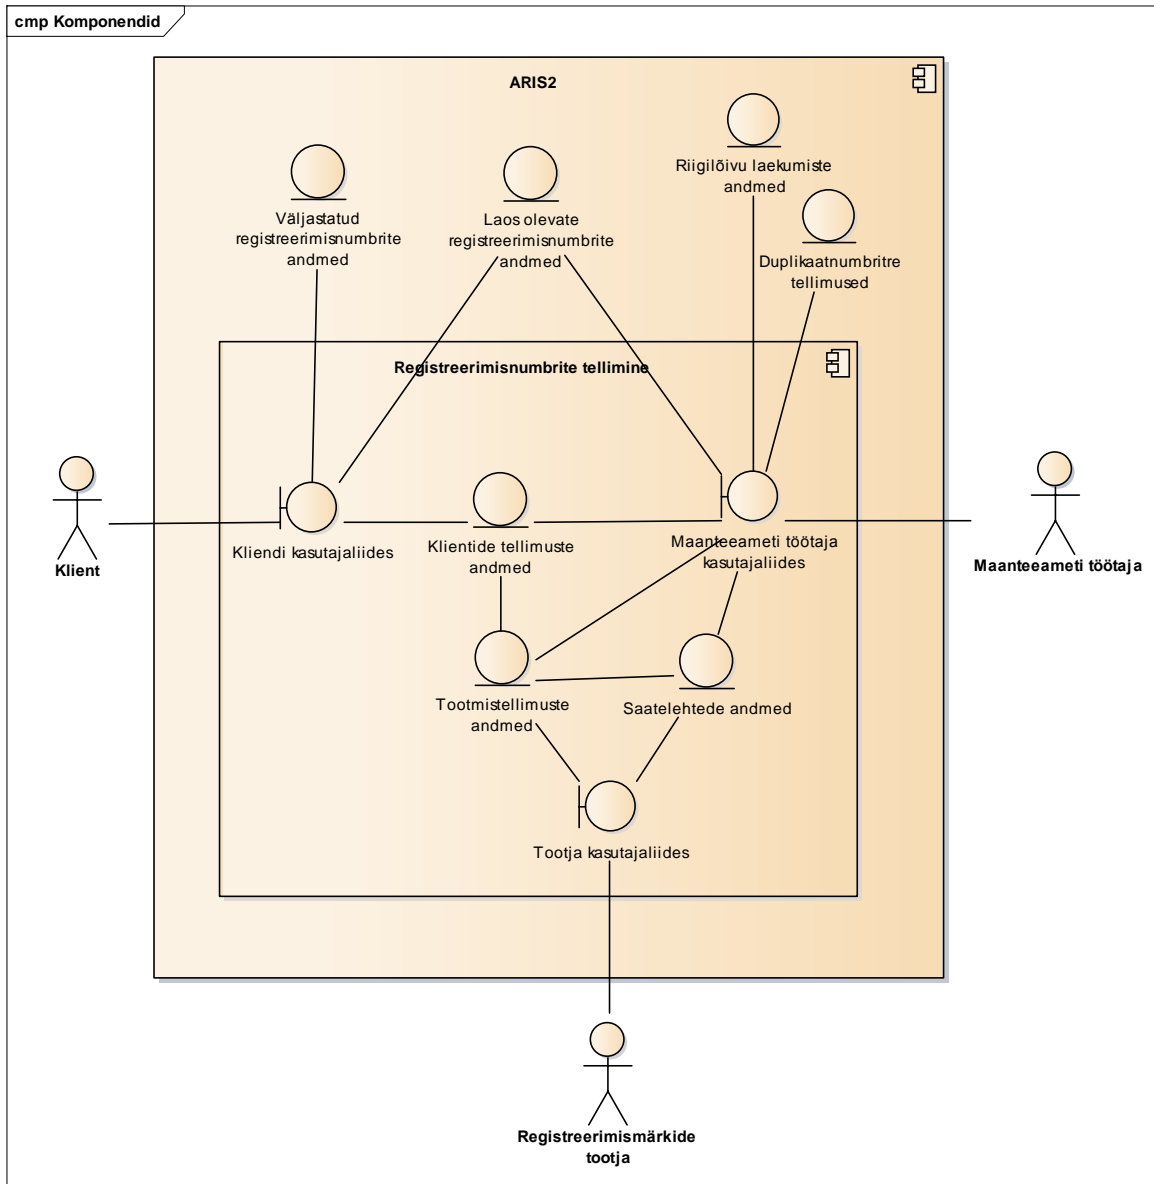 cmp Komponendid
ARIS2
Riigilõivu laekumiste
andmed
Väljastatud
registreerimisnumbrite
andmed
Laos olevate
registreerimisnumbrite
andmed
Duplikaatnumbritre
tellimused
Registreerimisnumbrite tellimine
Kliendi kasutajaliides
Klientide tellimuste
andmed
Maanteeameti töötaja
kasutajaliides
Klient
Maanteeameti töötaja
Tootmistellimuste
andmed
Saatelehtede andmed
Tootja kasutajaliides
Registreerimismärkide
tootja